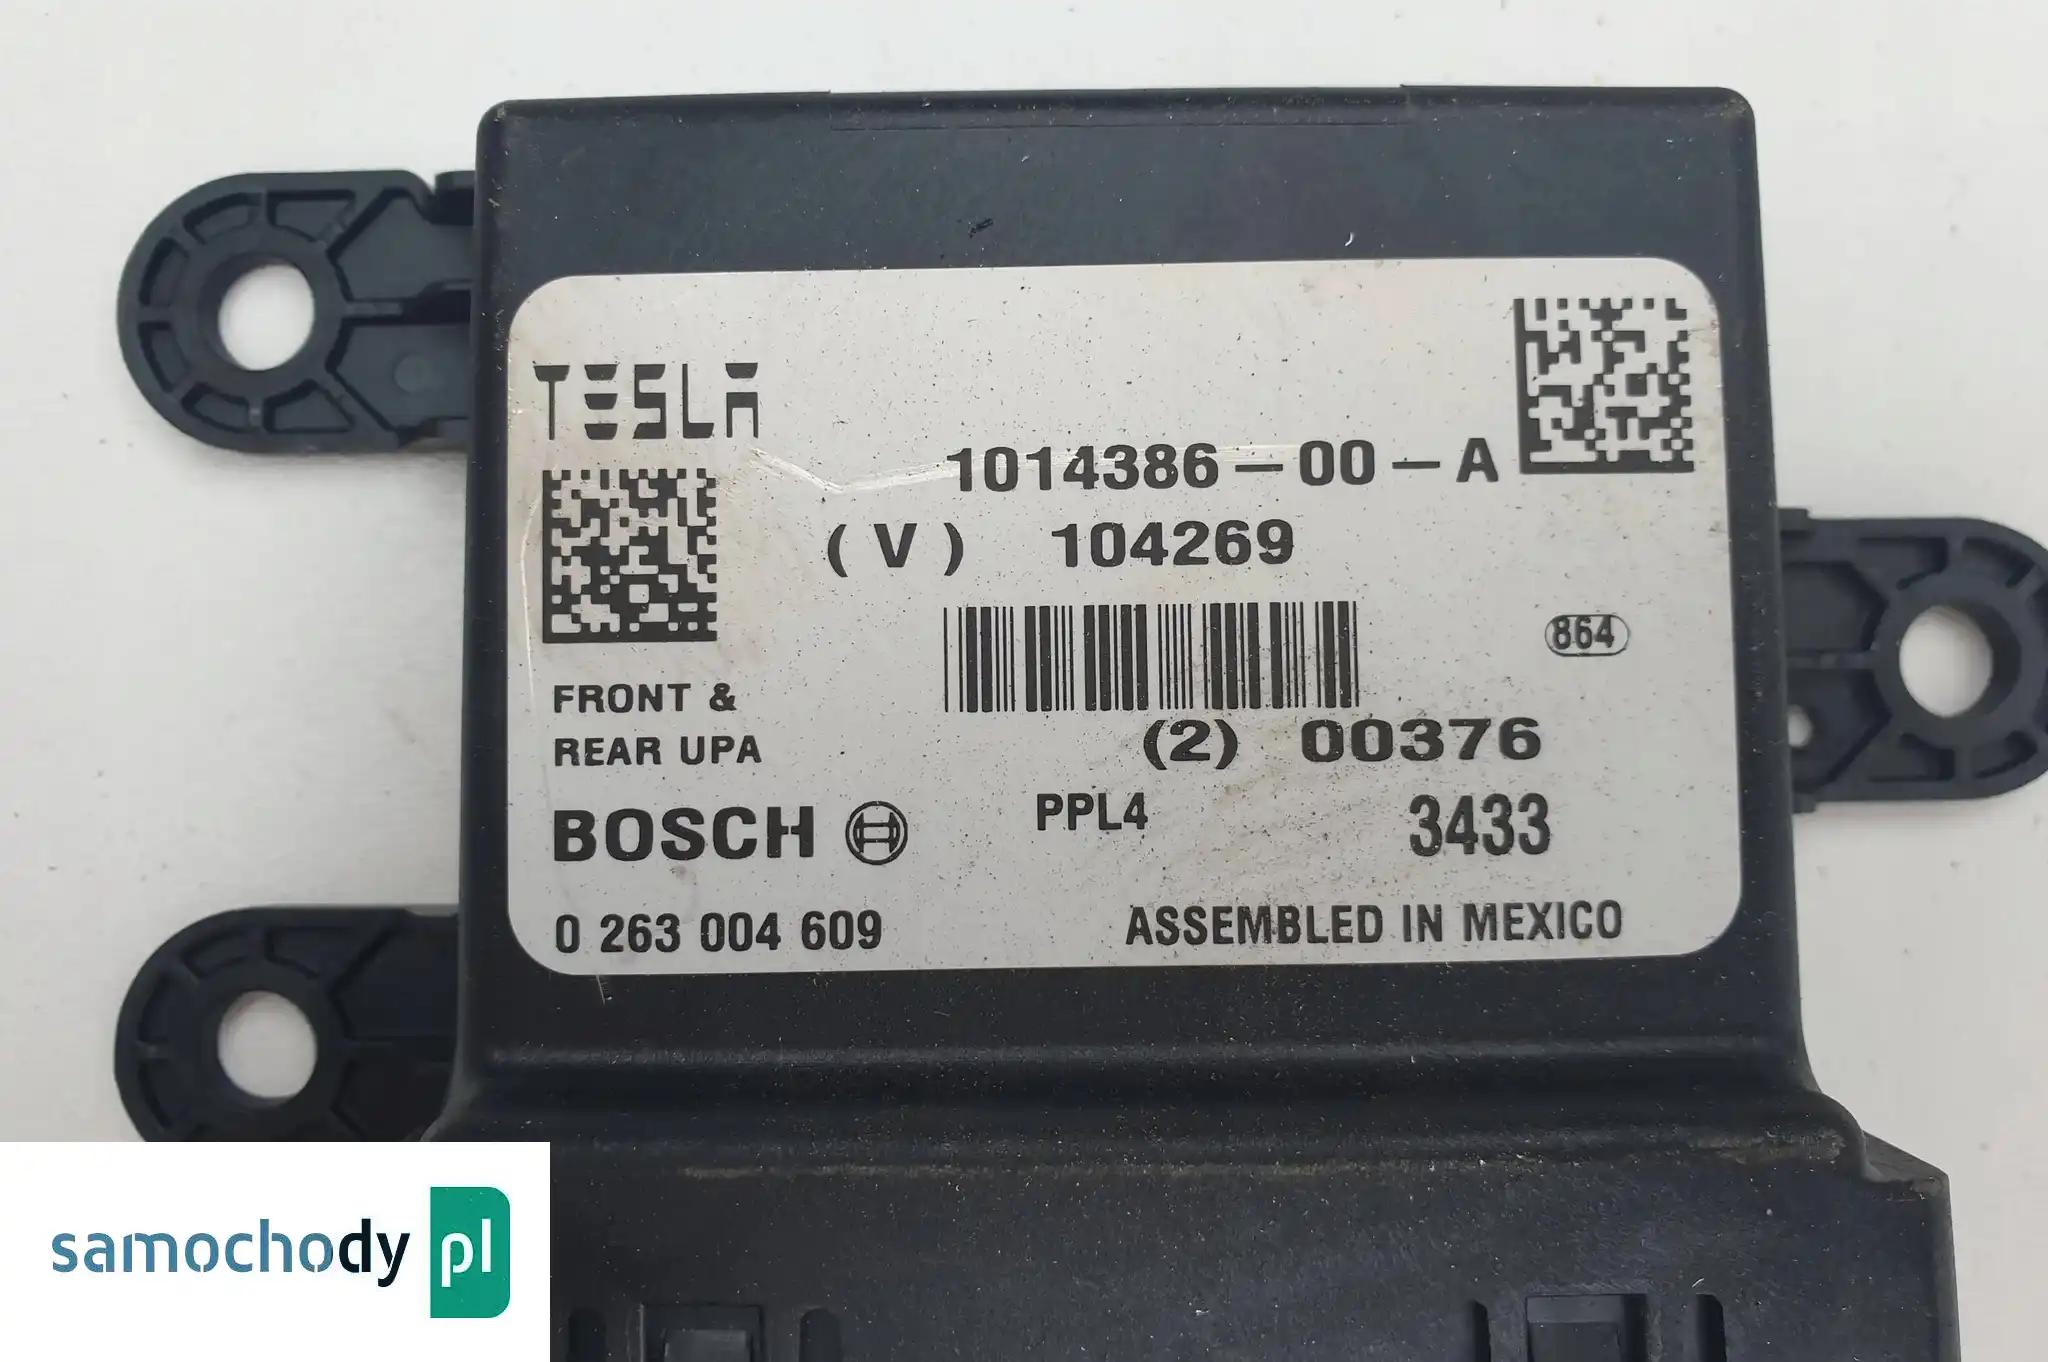 TESLA
1014386-00-A
(V) 104269
864
FRONT &
REAR UPA
(2) 00376
BOSCH
PPL4
3433
0 263 004 609
ASSEMBLED IN MEXICO
samochody pl